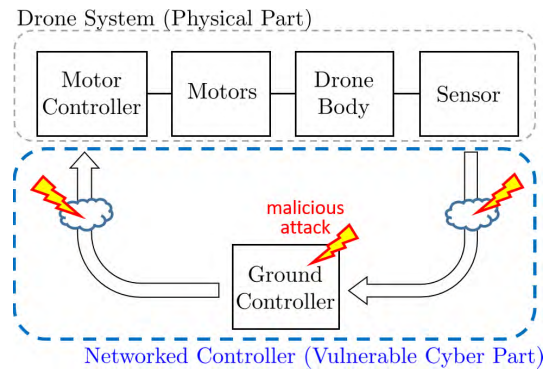 Drone System (Physical Part)
Motor
Controller
Motors
Drone
Body
Sensor
malicious
attack
Ground
Controller
Networked Controller (Vulnerable Cyber Part)